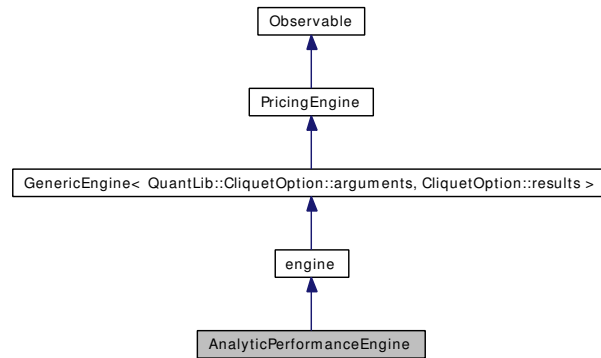 Observable
PricingEngine
GenericEngine< QuantLib::CliquetOption::arguments, CliquetOption::results >
engine
AnalyticPerformanceEngine